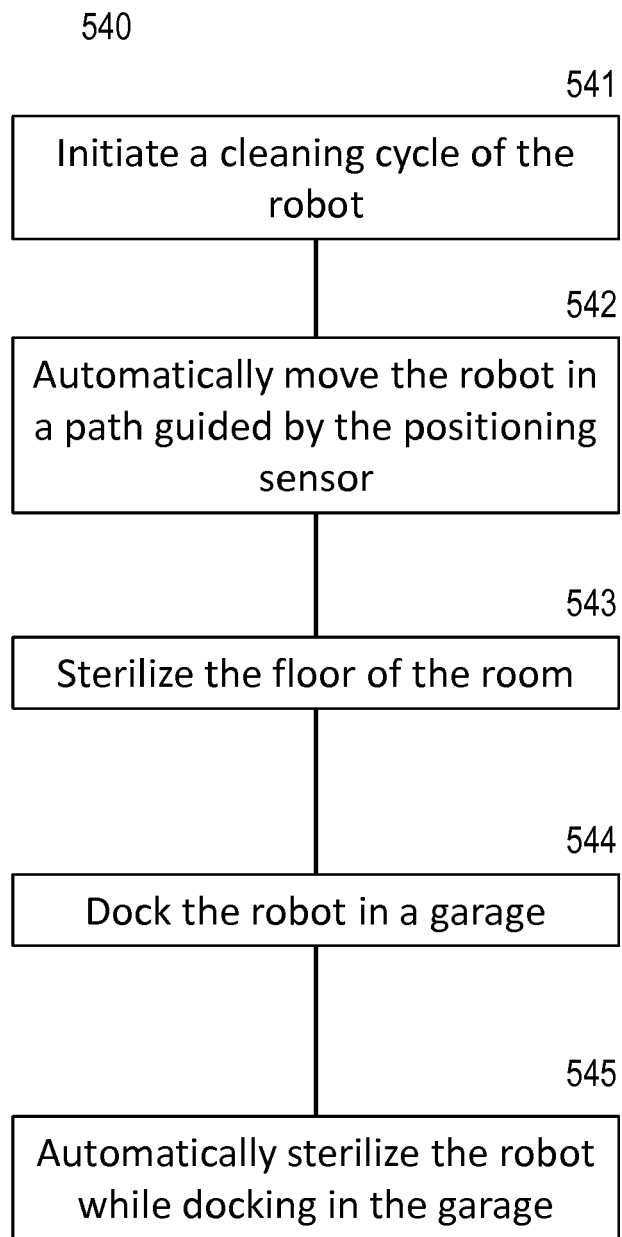 540
541
Initiate a cleaning cycle of the
robot
542
Automatically move the robot in
a path guided by the positioning
sensor
543
Sterilize the floor of the room
544
Dock the robot in a garage
545
Automatically sterilize the robot
while docking in the garage